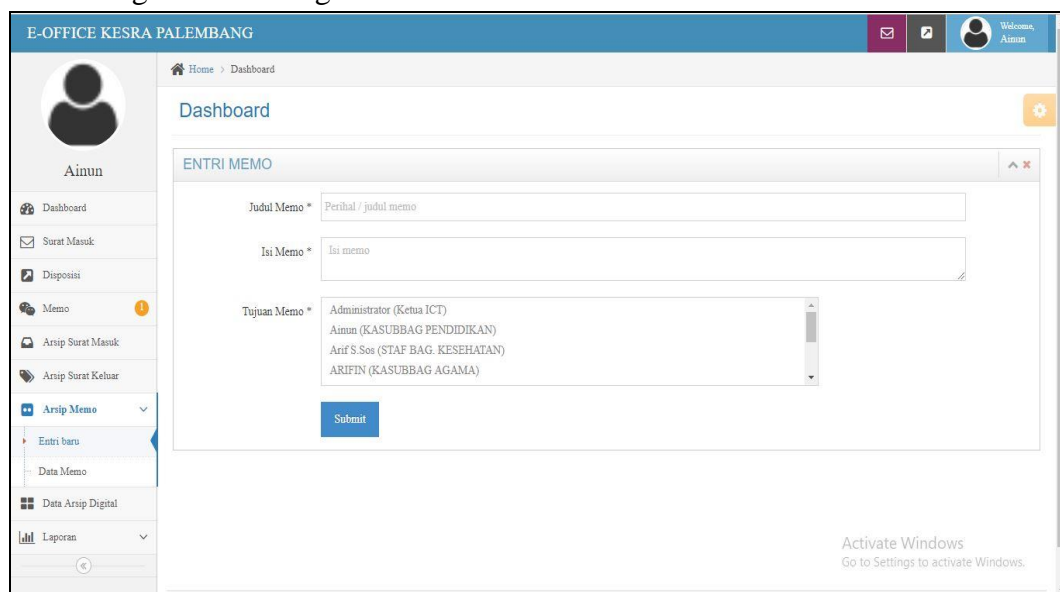 E-OFFICE KESRA PALEMBANG
Welcome,
Ainun
Home > Dashboard
Dashboard
Ainun
ENTRI MEMO
Dashboard
Surat Masuk
Disposisi
Memo 1
Arsip Surat Masuk
Arsip Surat Keluar
Arsip Memo
Entri baru
Data Memo
Data Arsip Digital
Laporan
Judul Memo * Perihal / judul memo
Isi Memo * Isi memo
Tujuan Memo * Administrator (Ketua ICT)
Ainun (KASUBBAG PENDIDIKAN)
Arif S.Sos (STAF BAG. KESEHATAN)
ARIFIN (KASUBBAG AGAMA)
Submit
Activate Windows
Go to Settings to activate Windows.